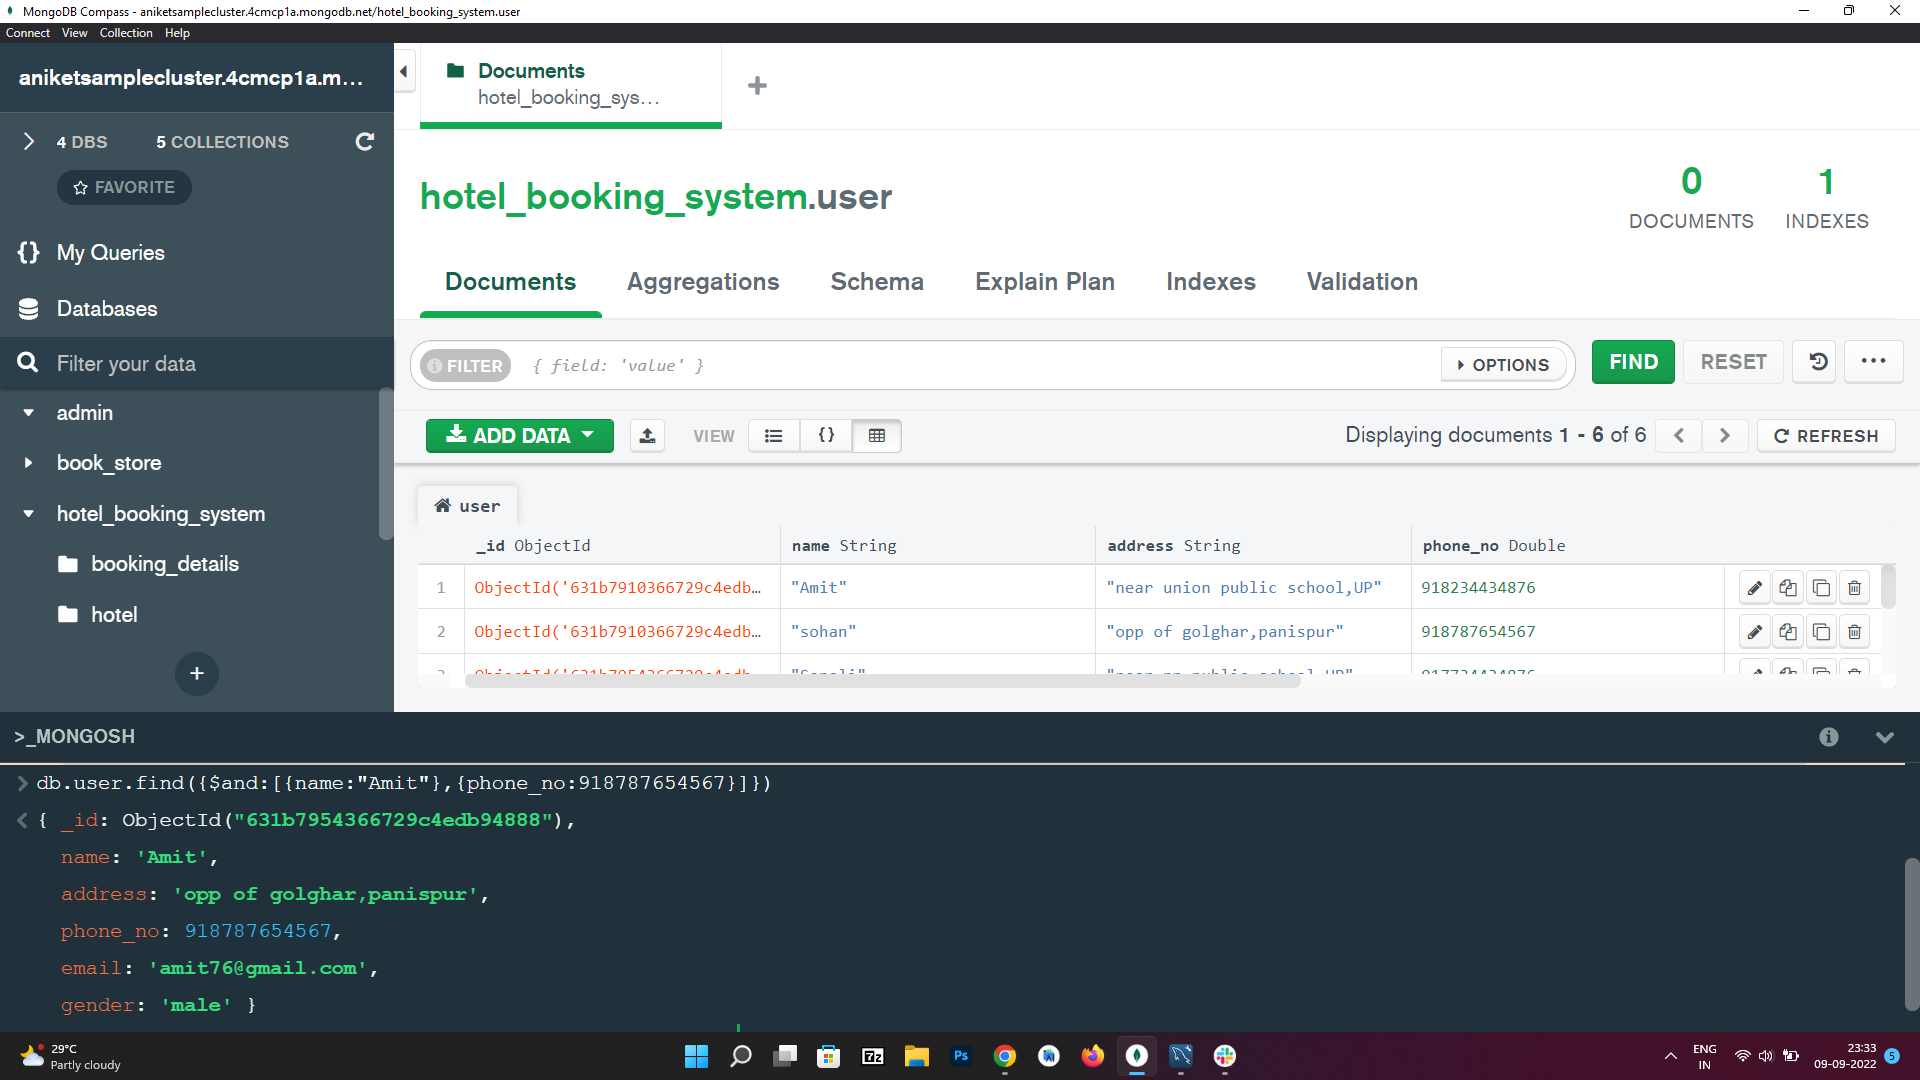 MongoDB Compass - aniketsamplecluster.4cmcp1a.mongodb.net/hotel_booking_system.user
Connect View Collection Help
aniketsamplecluster.4cmcp1a.m...
4 DBS 5 COLLECTIONS
FAVORITE
{} My Queries
Databases
Filter your data
admin
book_store
hotel_booking_system
booking_details
hotel
+
Documents
hotel_booking_sys...
+
hotel_booking_system.user
0 DOCUMENTS
1 INDEXES
Documents Aggregations Schema Explain Plan Indexes Validation
FILTER { field: 'value' } OPTIONS FIND RESET ...
ADD DATA VIEW {} Displaying documents 1 - 6 of 6 < > REFRESH
user
_id ObjectId name String address String phone_no Double
1 ObjectId('631b7910366729c4edb... "Amit" "near union public school,UP" 918234434876
2 ObjectId('631b7910366729c4edb... "sohan" "opp of golghar,panispur" 918787654567
>_MONGOSH
> db.user.find({$and:[{name:"Amit"},{phone_no:918787654567}]})
< { _id: ObjectId("631b7954366729c4edb94888"),
name: 'Amit',
address: 'opp of golghar,panispur',
phone_no: 918787654567,
email: 'amit76@gmail.com',
gender: 'male' }
29°C
Partly cloudy
7z
Ps
ENG
IN
23:33
09-09-2022
5